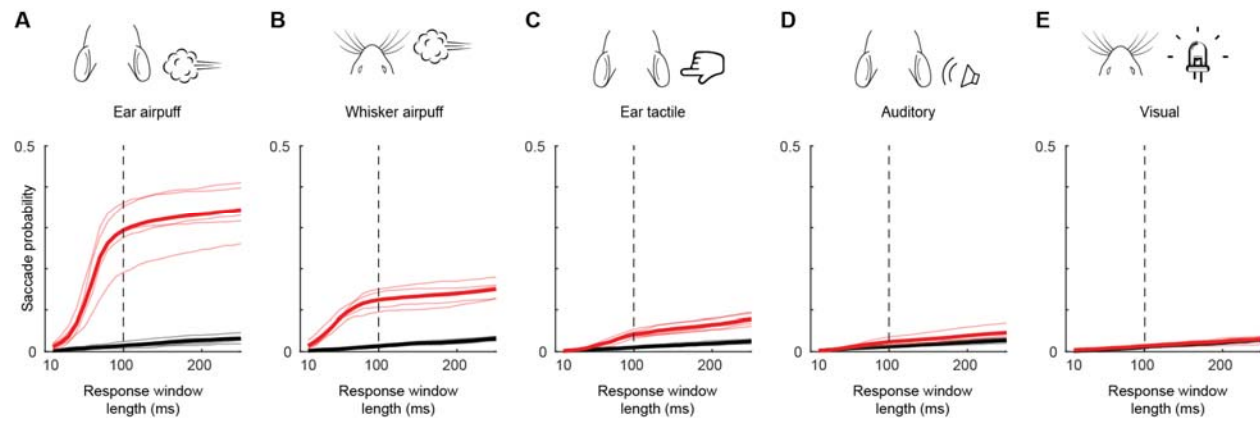 A
B
C
D
E
Ear airpuff
Whisker airpuff
Ear tactile
Auditory
Visual
0.5
0.5
0.5
0.5
0.5
Saccade probability
0
0
0
0
0
10 100 200
10 100 200
10 100 200
10 100 200
10 100 200
Response window
length (ms)
Response window
length (ms)
Response window
length (ms)
Response window
length (ms)
Response window
length (ms)